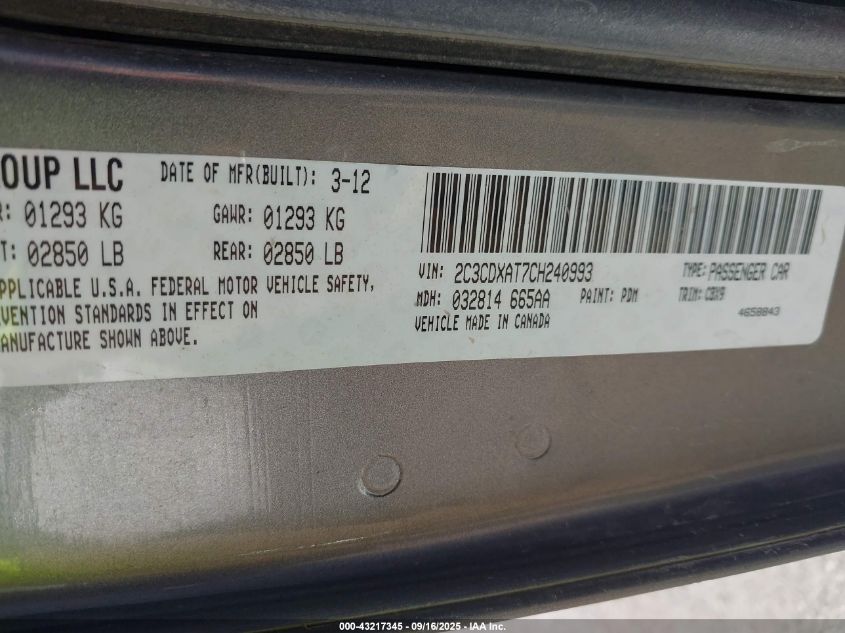 OUP LLC DATE OF MFR(BUILT): 3-12
R: 01293 KG GAWR: 01293 KG
T: 02850 LB REAR: 02850 LB
PPLICABLE U.S.A. FEDERAL MOTOR VEHICLE SAFETY,
VENTION STANDARDS IN EFFECT ON
ANUFACTURE SHOWN ABOVE.
VIN: 2C3CDXAT7CH240993 TYPE: PASSENGER CAR
MDH: 032814 665AA PAINT: PDM TRIM: CBX9
VEHICLE MADE IN CANADA 4658843
000-43217345 - 09/16/2025 - IAA Inc.